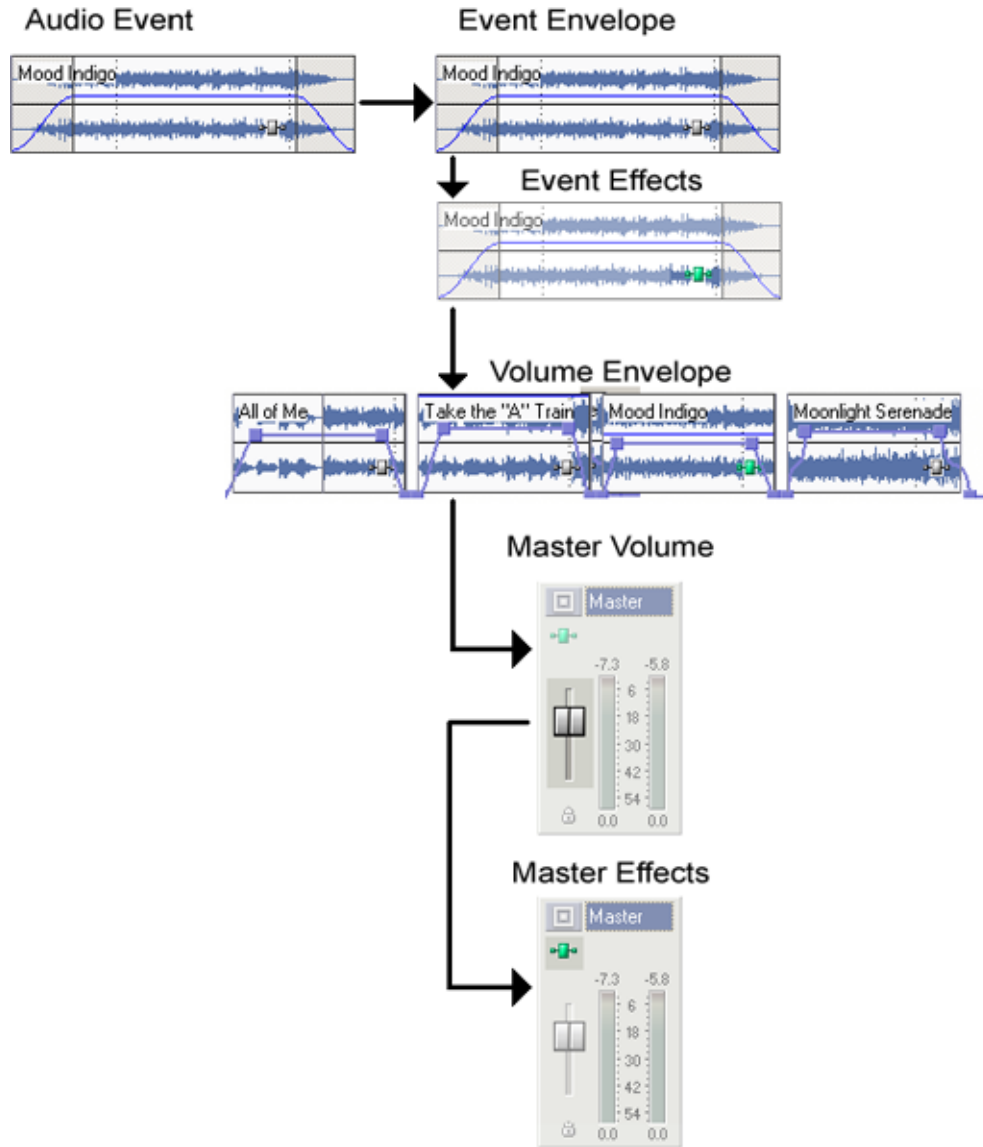 Audio Event
Event Envelope
Mood Indigo
Mood Indigo
Event Effects
Mood Indigo
Volume Envelope
All of Me
Take the "A" Train
Mood Indigo
Moonlight Serenade
Master Volume
Master
-7.3 -5.8
6
18
30
42
54
0.0 0.0
Master Effects
Master
-7.3 -5.8
6
18
30
42
54
0.0 0.0